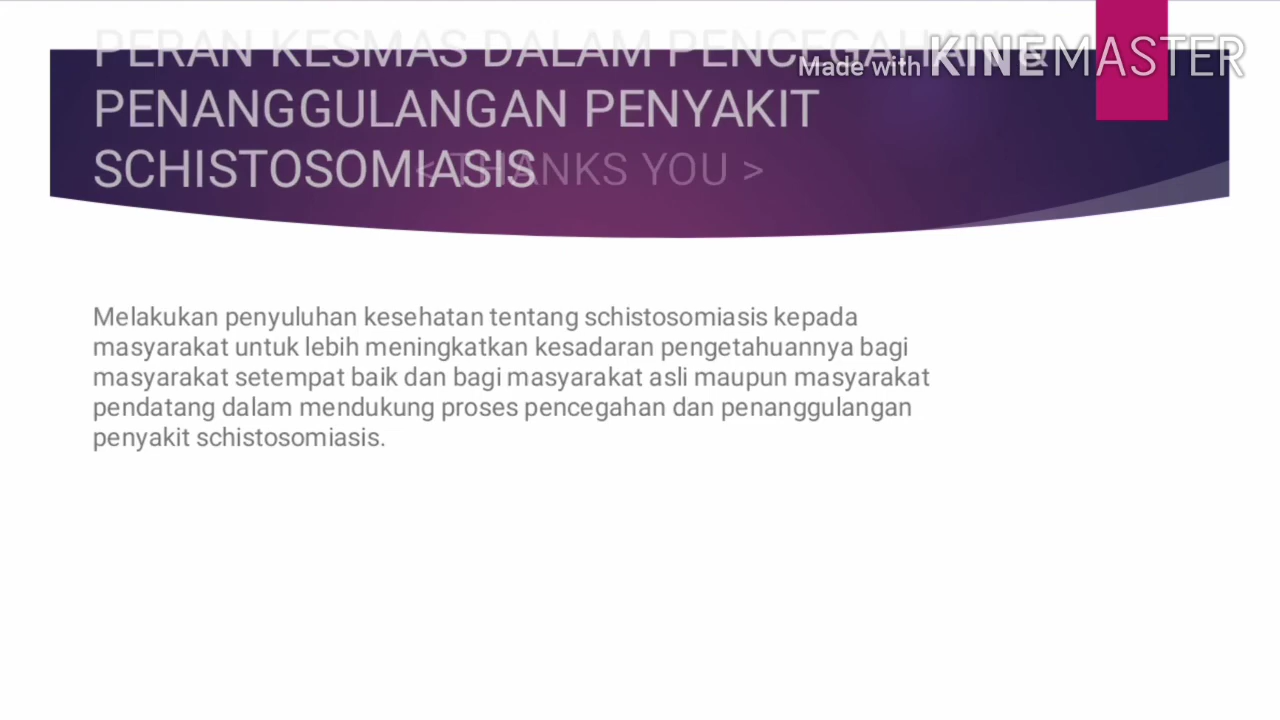 PERAN KESMAS DALAM PENCEGAHAN &
Made with KINEMASTER
PENANGGULANGAN PENYAKIT
SCHISTOSOMIASIS
< THANKS YOU >
Melakukan penyuluhan kesehatan tentang schistosomiasis kepada
masyarakat untuk lebih meningkatkan kesadaran pengetahuannya bagi
masyarakat setempat baik dan bagi masyarakat asli maupun masyarakat
pendatang dalam mendukung proses pencegahan dan penanggulangan
penyakit schistosomiasis.